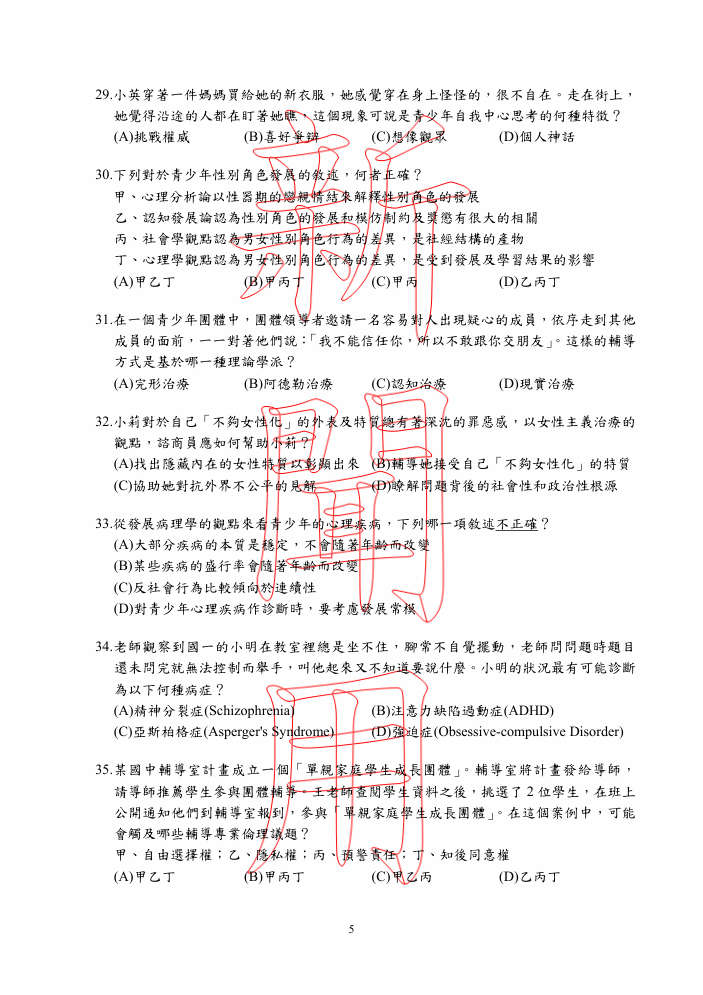 29.小英穿著一件媽媽買給她的新衣服，她感覺穿在身上怪怪的，很不自在。走在街上，
她覺得沿途的人都在盯著她瞧，這個現象可說是青少年自我中心思考的何種特徵？
(A)挑戰權威 (B)喜好爭辯 (C)想像觀眾 (D)個人神話
30.下列對於青少年性別角色發展的敘述，何者正確？
甲、心理分析論以性器期的戀親情結來解釋性別角色的發展
乙、認知發展論認為性別角色的發展和模仿制約及獎懲有很大的相關
丙、社會學觀點認為男女性別角色行為的差異，是社經結構的產物
丁、心理學觀點認為男女性別角色行為的差異，是受到發展及學習結果的影響
(A)甲乙丁 (B)甲丙丁 (C)甲丙 (D)乙丙丁
31.在一個青少年團體中，團體領導者邀請一名容易對人出現疑心的成員，依序走到其他
成員的面前，一一對著他們說：「我不能信任你，所以不敢跟你交朋友」。這樣的輔導
方式是基於哪一種理論學派？
(A)完形治療 (B)阿德勒治療 (C)認知治療 (D)現實治療
32.小莉對於自己「不夠女性化」的外表及特質總有著深沈的罪惡感，以女性主義治療的
觀點，諮商員應如何幫助小莉？
(A)找出隱藏內在的女性特質以彰顯出來 (B)輔導她接受自己「不夠女性化」的特質
(C)協助她對抗外界不公平的見解 (D)瞭解問題背後的社會性和政治性根源
33.從發展病理學的觀點來看青少年的心理疾病，下列哪一項敘述不正確？
(A)大部分疾病的本質是穩定，不會隨著年齡而改變
(B)某些疾病的盛行率會隨著年齡而改變
(C)反社會行為比較傾向於連續性
(D)對青少年心理疾病作診斷時，要考慮發展常模
34.老師觀察到國一的小明在教室裡總是坐不住，腳常不自覺擺動，老師問問題時題目
還未問完就無法控制而舉手，叫他起來又不知道要說什麼。小明的狀況最有可能診斷
為以下何種病症？
(A)精神分裂症(Schizophrenia) (B)注意力缺陷過動症(ADHD)
(C)亞斯柏格症(Asperger's Syndrome) (D)強迫症(Obsessive-compulsive Disorder)
35.某國中輔導室計畫成立一個「單親家庭學生成長團體」。輔導室將計畫發給導師，
請導師推薦學生參與團體輔導。王老師查閱學生資料之後，挑選了 2 位學生，在班上
公開通知他們到輔導室報到，參與「單親家庭學生成長團體」。在這個案例中，可能
會觸及哪些輔導專業倫理議題？
甲、自由選擇權；乙、隱私權；丙、預警責任；丁、知後同意權
(A)甲乙丁 (B)甲丙丁 (C)甲乙丙 (D)乙丙丁
5
新聞用